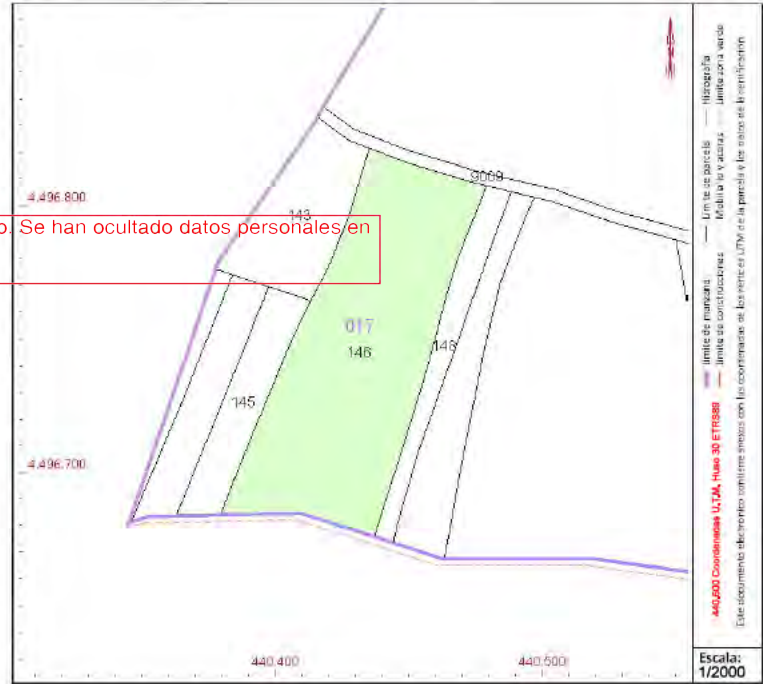 9009
4,496.800
143
o. Se han ocultado datos personales en
017
146
148
145
4,496.700
440.400
440.500
440,600 Coordenadas U.T.M. Huso 30 ETRS89
límite de manzana
límite de construcciones
Límite de parcela
Mobiliario y aceras
Hidrografía
Límite zona verde
Este documento electrónico contiene anexos con las coordenadas de los vértices UTM de la parcela y los datos de la certificación
Escala:
1/2000